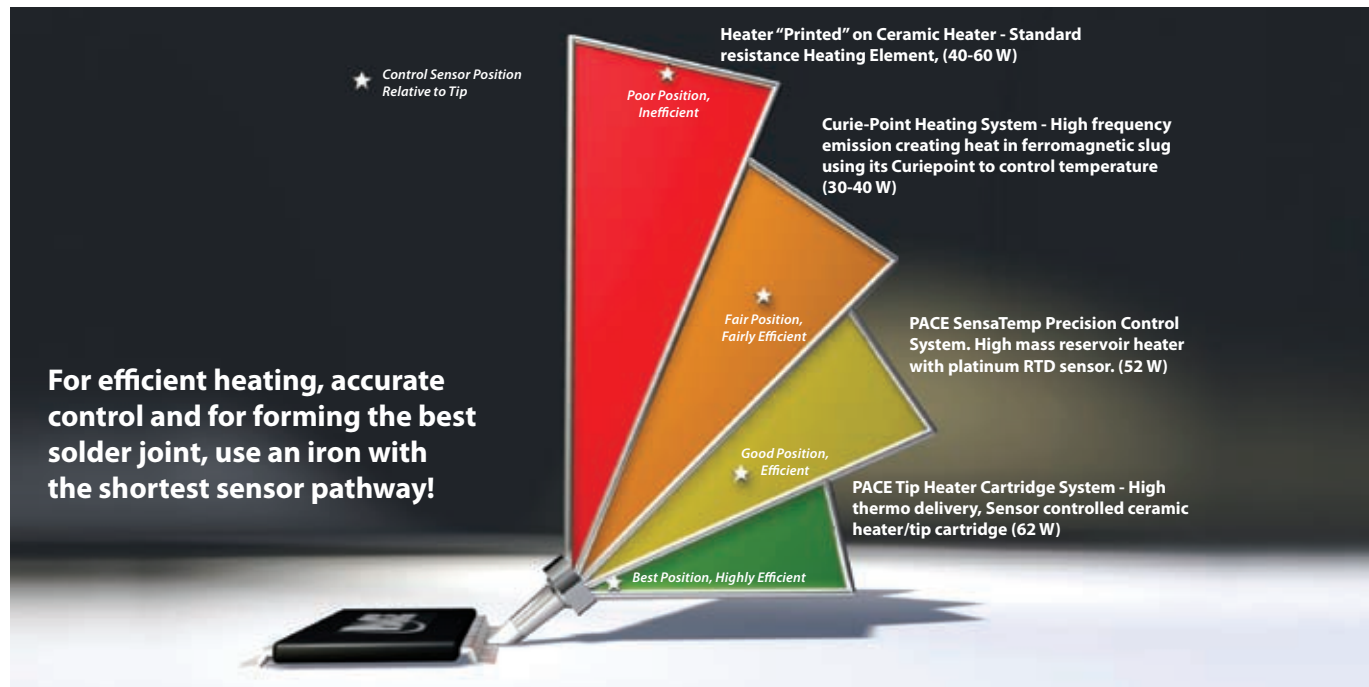 Heater “Printed” on Ceramic Heater - Standard
resistance Heating Element, (40-60 W)
Control Sensor Position
Relative to Tip
Poor Position,
Inefficient
Curie-Point Heating System - High frequency
emission creating heat in ferromagnetic slug
using its Curiepoint to control temperature
(30-40 W)
Fair Position,
Fairly Efficient
PACE SensaTemp Precision Control
System. High mass reservoir heater
with platinum RTD sensor. (52 W)
For efficient heating, accurate
control and for forming the best
solder joint, use an iron with
the shortest sensor pathway!
Good Position,
Efficient
PACE Tip Heater Cartridge System - High
thermo delivery, Sensor controlled ceramic
heater/tip cartridge (62 W)
Best Position, Highly Efficient